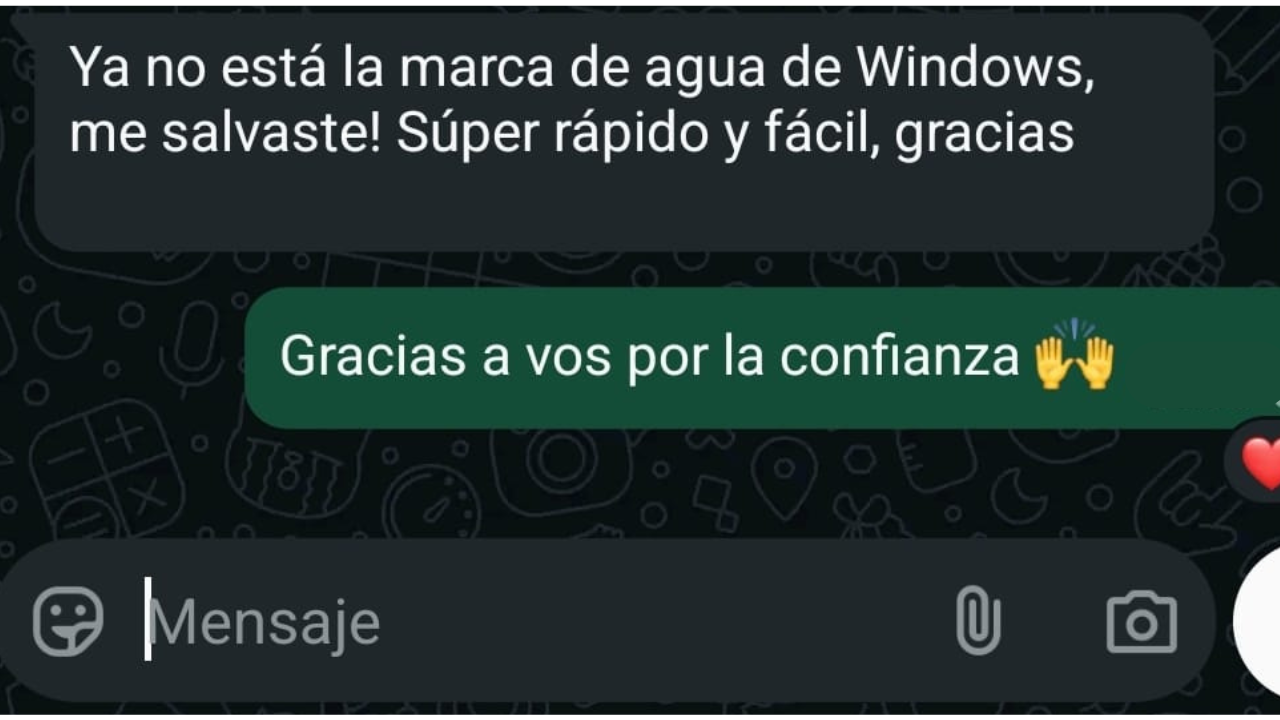 Ya no está la marca de agua de Windows,
me salvaste! Súper rápido y fácil, gracias
Gracias a vos por la confianza 🙌
Mensaje